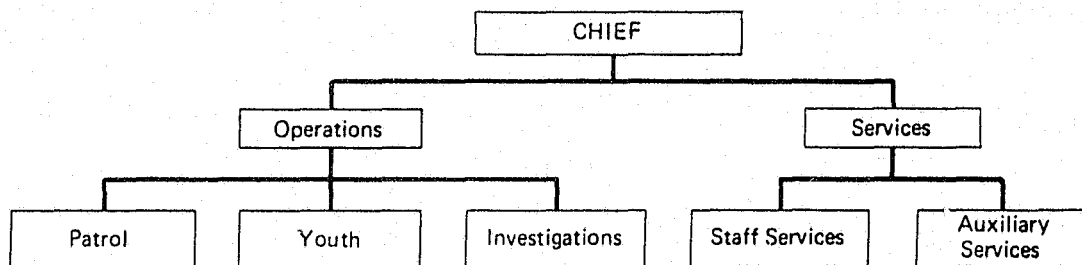 CHIEF
Operations
Services
Patrol
Youth
Investigations
Staff Services
Auxiliary
Services